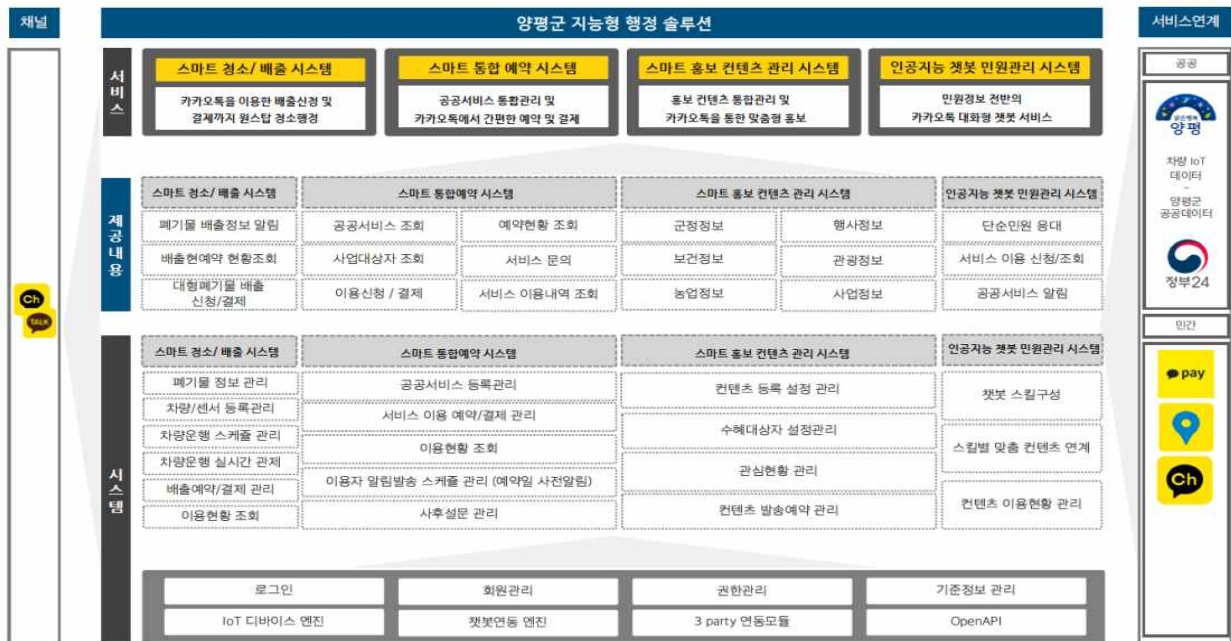 채널
양평군 지능형 행정 솔루션
서비스연계
서비스
스마트 청소/ 배출 시스템
카카오톡을 이용한 배출신청 및
결제까지 원스탑 청소행정
스마트 통합 예약 시스템
공공서비스 통합관리 및
카카오톡에서 간편한 예약 및 결제
스마트 홍보 컨텐츠 관리 시스템
홍보 컨텐츠 통합관리 및
카카오톡을 통한 맞춤형 홍보
인공지능 챗봇 민원관리 시스템
민원정보 전반의
카카오톡 대화형 챗봇 서비스
제공내용
스마트 청소/ 배출 시스템
스마트 통합예약 시스템
스마트 홍보 컨텐츠 관리 시스템
인공지능 챗봇 민원관리 시스템
폐기물 배출정보 알림
공공서비스 조회
예약현황 조회
군정정보
행사정보
단순민원 응대
배출현예약 현황조회
사업대상자 조회
서비스 문의
보건정보
관광정보
서비스 이용 신청/조회
대형폐기물 배출
신청/결제
이용신청 / 결제
서비스 이용내역 조회
농업정보
사업정보
공공서비스 알림
Ch
TALK
시스템
스마트 청소/ 배출 시스템
스마트 통합예약 시스템
스마트 홍보 컨텐츠 관리 시스템
인공지능 챗봇 민원관리 시스템
폐기물 정보 관리
차량/센서 등록관리
차량운행 스케쥴 관리
차량운행 실시간 관제
배출예약/결제 관리
이용현황 조회
공공서비스 등록관리
서비스 이용 예약/결제 관리
이용현황 조회
이용자 알림발송 스케쥴 관리 (예약일 사전알림)
사후설문 관리
컨텐츠 등록 설정 관리
수혜대상자 설정관리
관심현황 관리
컨텐츠 발송예약 관리
챗봇 스킬구성
스킬별 맞춤 컨텐츠 연계
컨텐츠 이용현황 관리
로그인
회원관리
권한관리
기준정보 관리
IoT 디바이스 엔진
챗봇연동 엔진
3 party 연동모듈
OpenAPI
공공
양평
차량 IoT
데이터
-
양평군
공공데이터
정부24
민간
pay
Ch